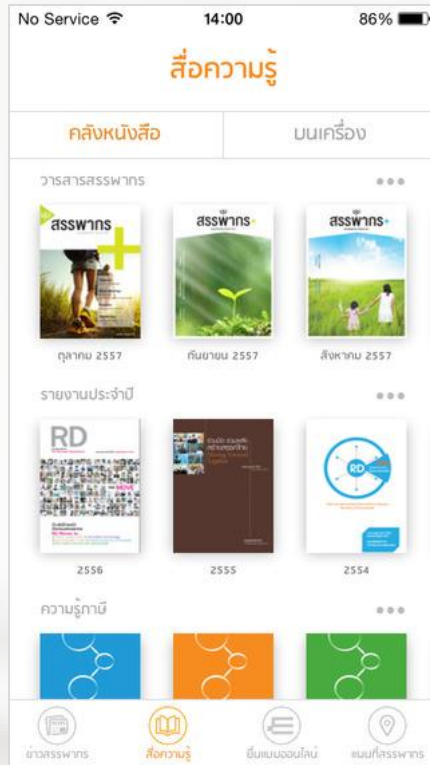 No Service 14:00 86%
สื่อความรู้
คลังหนังสือ บนเครื่อง
วารสารสรรพากร
สรรพากร สรรพากร+ สรรพากร+
ตุลาคม 2557 กันยายน 2557 สิงหาคม 2557
รายงานประจำปี
RD
MOVE
RD
2556 2555 2554
ความรู้ภาษี
ข่าวสรรพากร สื่อความรู้ ยื่นแบบออนไลน์ แผนที่สรรพากร